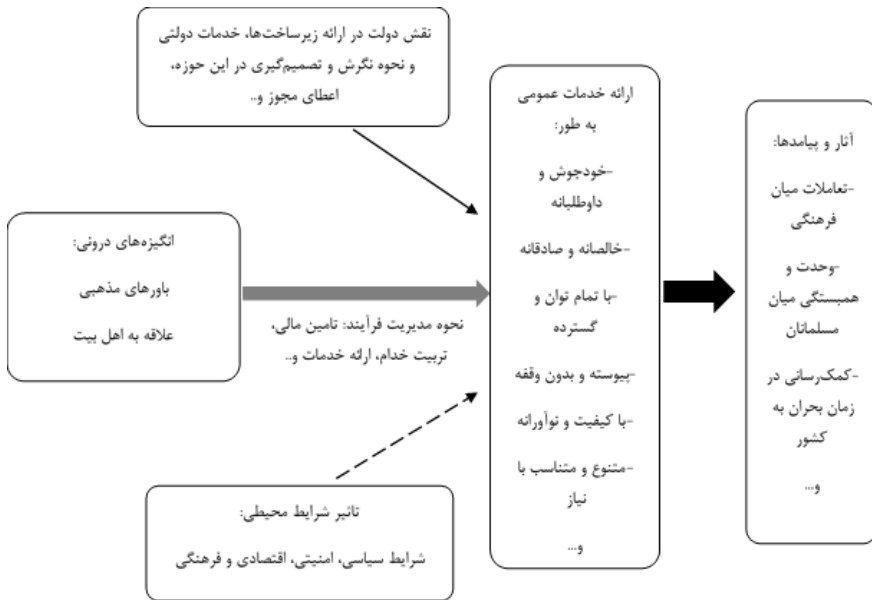 نقش دولت در ارائه زیرساخت‌ها، خدمات دولتی
و نحوه نگرش و تصمیم‌گیری در این حوزه،
اعطای مجوز و..
انگیزه‌های درونی:
باورهای مذهبی
علاقه به اهل بیت
نحوه مدیریت فرآیند: تامین مالی،
تربیت خدام، ارائه خدمات و..
تاثیر شرایط محیطی:
شرایط سیاسی، امنیتی، اقتصادی و فرهنگی
ارائه خدمات عمومی
به طور:
-خودجوش و
داوطلبانه
-خالصانه و صادقانه
-با تمام توان و
گسترده
-پیوسته و بدون وقفه
-با کیفیت و نوآورانه
-متنوع و متناسب با
نیاز
و...
آثار و پیامدها:
-تعاملات میان
فرهنگی
-وحدت و
همبستگی میان
مسلمانان
-کمک‌رسانی در
زمان بحران به
کشور
و...